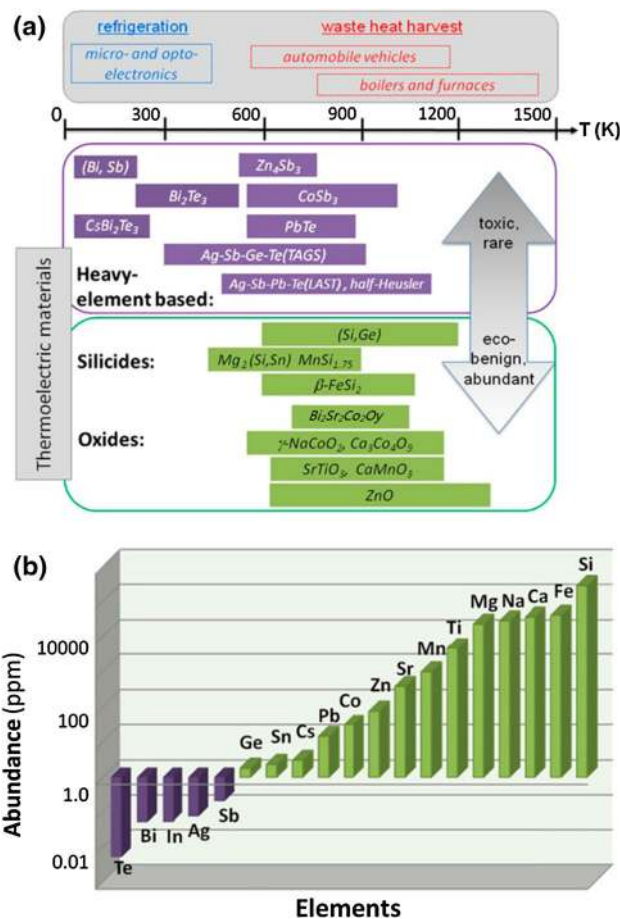 (a)
refrigeration
waste heat harvest
micro- and opto-
electronics
automobile vehicles
boilers and furnaces
0 300 600 900 1200 1500 T (K)
(Bi, Sb) Zn₄Sb₃
Bi₂Te₃ CoSb₃
CsBi₂Te₃ PbTe
Ag-Sb-Ge-Te(TAGS)
Heavy-
element based:
Ag-Sb-Pb-Te(LAST), half-Heusler
toxic,
rare
Thermoelectric materials
(Si,Ge)
Silicides:
Mg₂(Si,Sn) MnSi₁.₇₅
β-FeSi₂
eco-
benign,
abundant
Bi₂Sr₂Co₂Oy
Oxides:
γ-NaCoO₂, Ca₃Co₄O₉
SrTiO₃, CaMnO₃
ZnO
(b)
Abundance (ppm)
10000
100
1.0
0.01
Te Bi In Ag Sb Ge Sn Cs Pb Co Zn Sr Mn Ti Mg Na Ca Fe Si
Elements